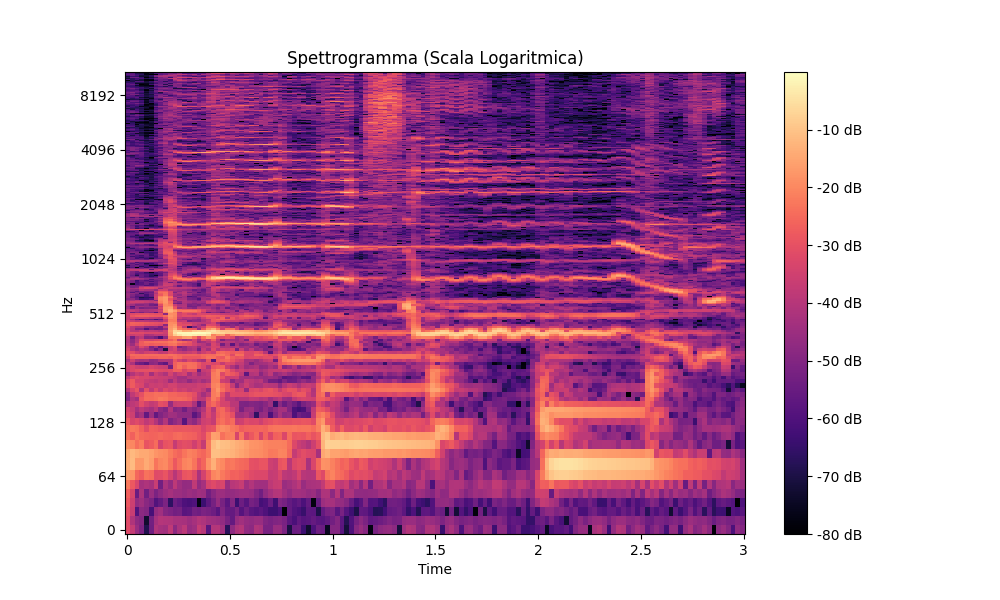 Spettrogramma (Scala Logaritmica)
8192
4096
2048
1024
512
256
128
64
0
Hz
0
0.5
1
1.5
2
2.5
3
Time
-10 dB
-20 dB
-30 dB
-40 dB
-50 dB
-60 dB
-70 dB
-80 dB